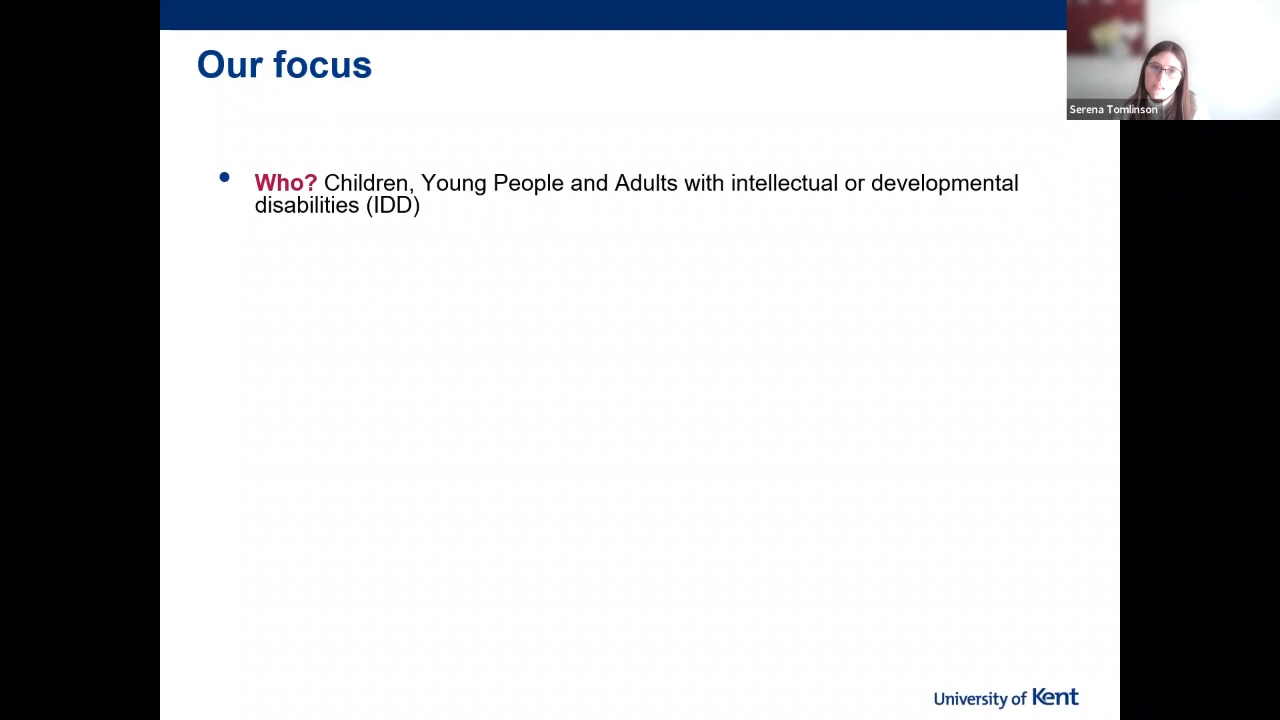 Our focus
Serena Tomlinson
• Who? Children, Young People and Adults with intellectual or developmental
disabilities (IDD)
University of Kent